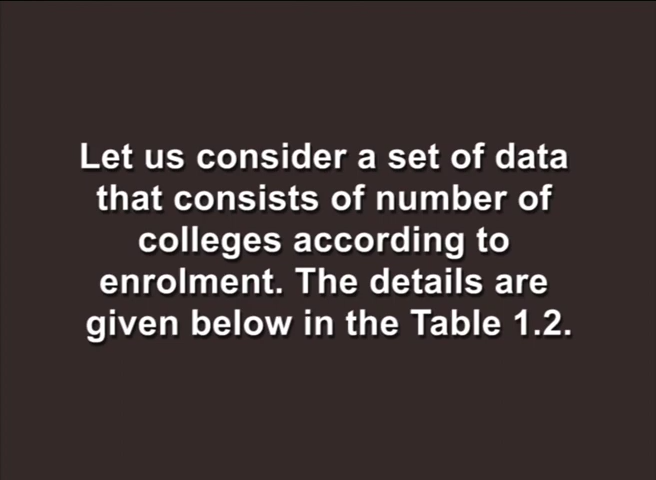 Let us consider a set of data
that consists of number of
colleges according to
enrolment. The details are
given below in the Table 1.2.